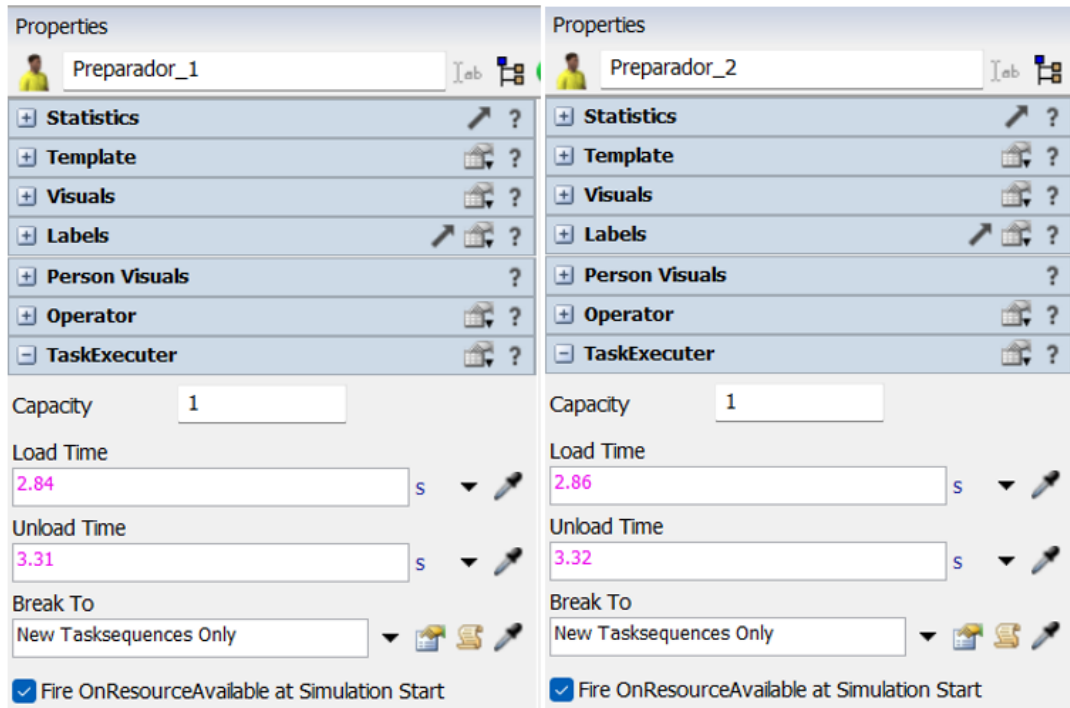 Properties
Preparador_1
Statistics
?
Template
?
Visuals
?
Labels
?
Person Visuals
?
Operator
?
TaskExecuter
?
Capacity 1
Load Time
2.84 s
Unload Time
3.31 s
Break To
New Tasksequences Only
Fire OnResourceAvailable at Simulation Start
Properties
Preparador_2
Statistics
?
Template
?
Visuals
?
Labels
?
Person Visuals
?
Operator
?
TaskExecuter
?
Capacity 1
Load Time
2.86 s
Unload Time
3.32 s
Break To
New Tasksequences Only
Fire OnResourceAvailable at Simulation Start